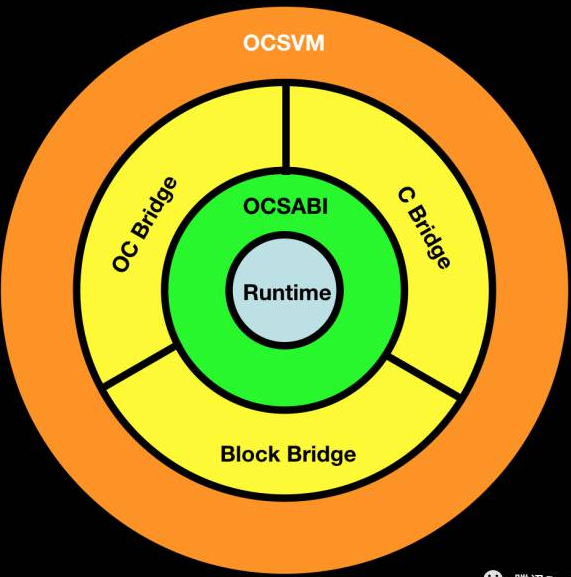 OCSVM
OC Bridge
C Bridge
OCSABI
Runtime
Block Bridge